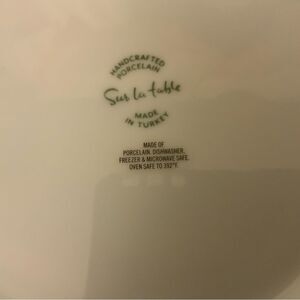 HANDCRAFTED
PORCELAIN
Sur la table
MADE
IN TURKEY
MADE OF
PORCELAIN. DISHWASHER,
FREEZER & MICROWAVE SAFE.
OVEN SAFE TO 392°F.